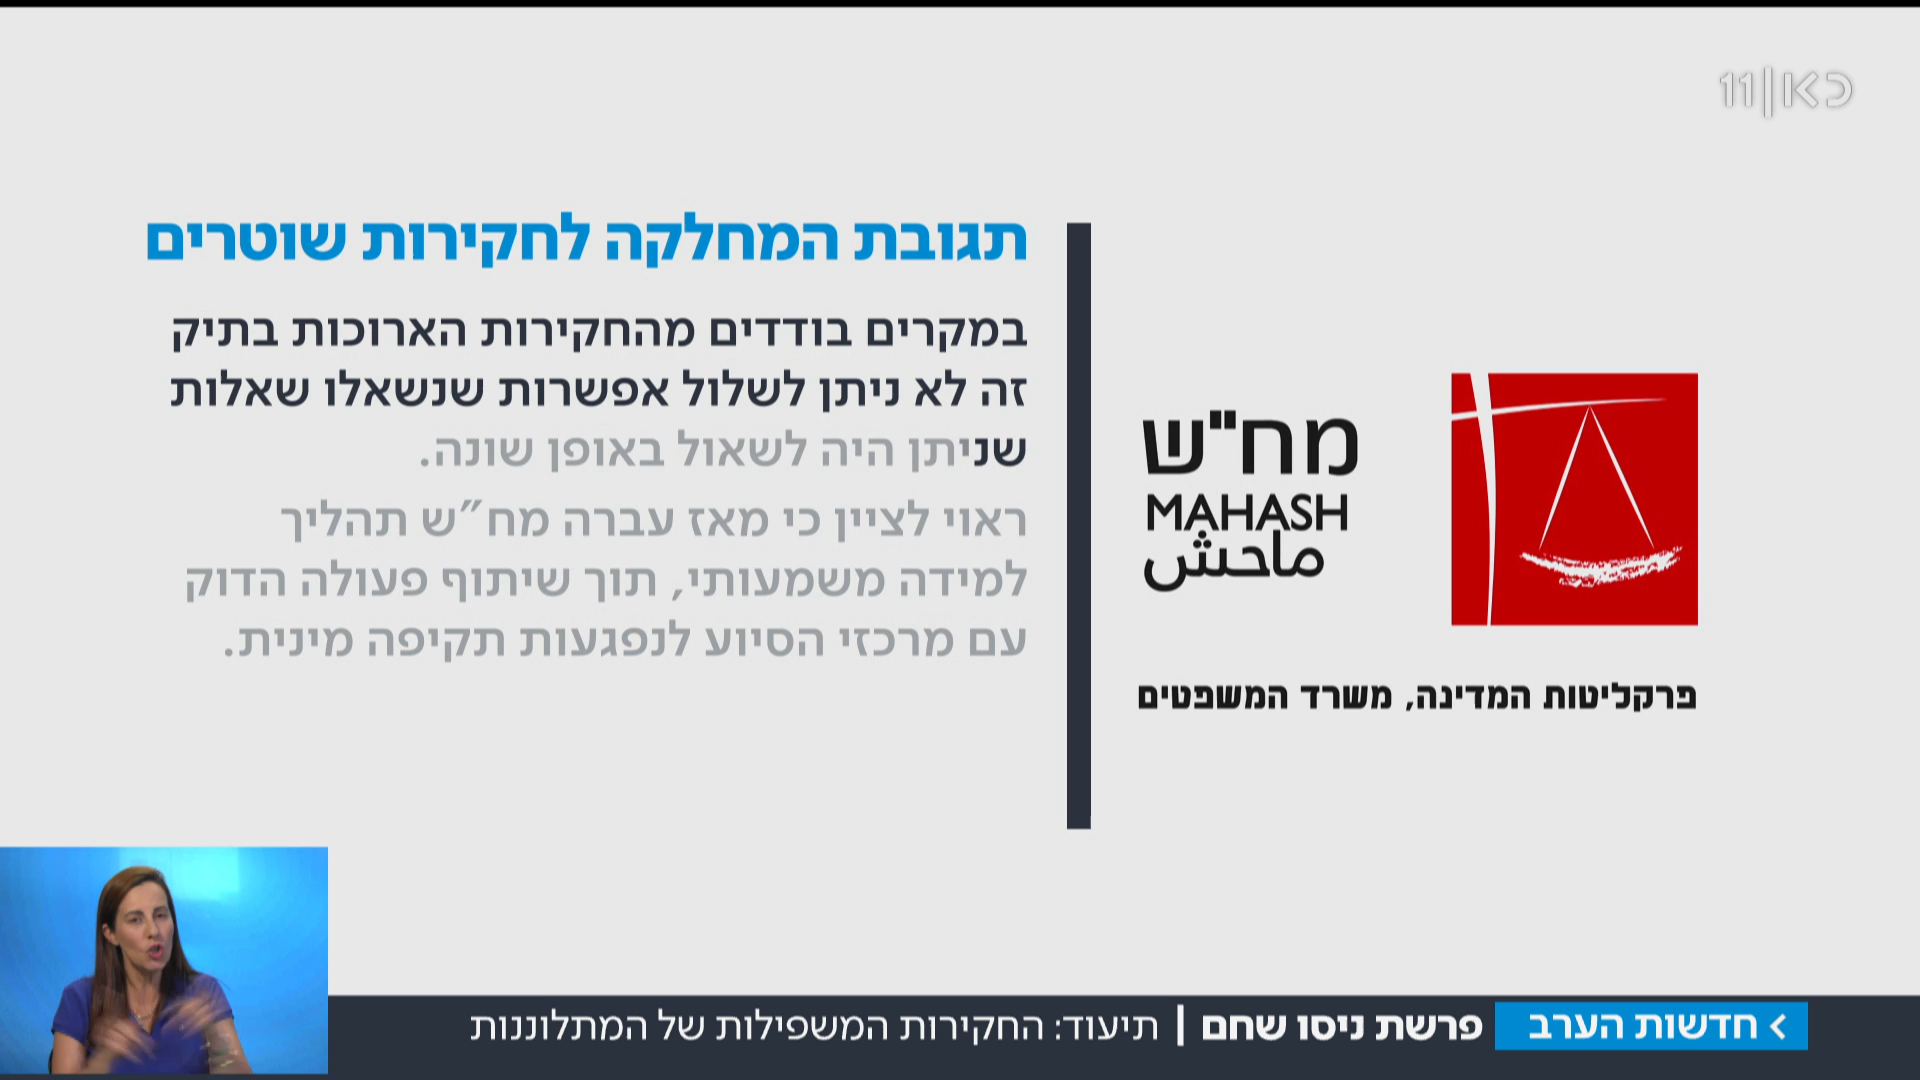 כאן 11
תגובת המחלקה לחקירות שוטרים
במקרים בודדים מהחקירות הארוכות בתיק
זה לא ניתן לשלול אפשרות שנשאלו שאלות
שניתן היה לשאול באופן שונה.
ראוי לציין כי מאז עברה מח״ש תהליך
למידה משמעותי, תוך שיתוף פעולה הדוק
עם מרכזי הסיוע לנפגעות תקיפה מינית.
מח"ש
MAHASH
ماحش
פרקליטות המדינה, משרד המשפטים
חדשות הערב
פרשת ניסו שחם | תיעוד: החקירות המשפילות של המתלוננות